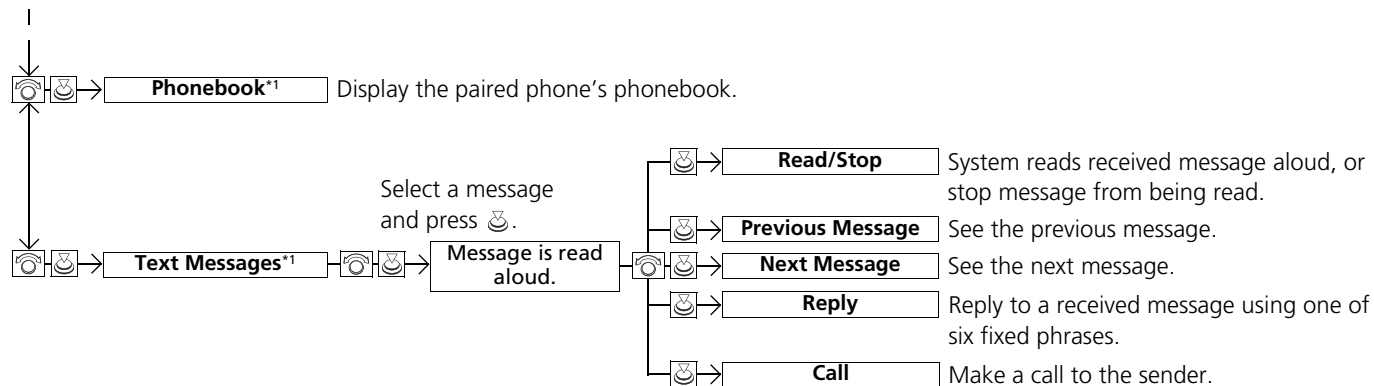 Phonebook*1 Display the paired phone’s phonebook.
Select a message
and press .
Text Messages*1
Message is read
aloud.
Read/Stop System reads received message aloud, or
stop message from being read.
Previous Message See the previous message.
Next Message See the next message.
Reply Reply to a received message using one of
six fixed phrases.
Call Make a call to the sender.